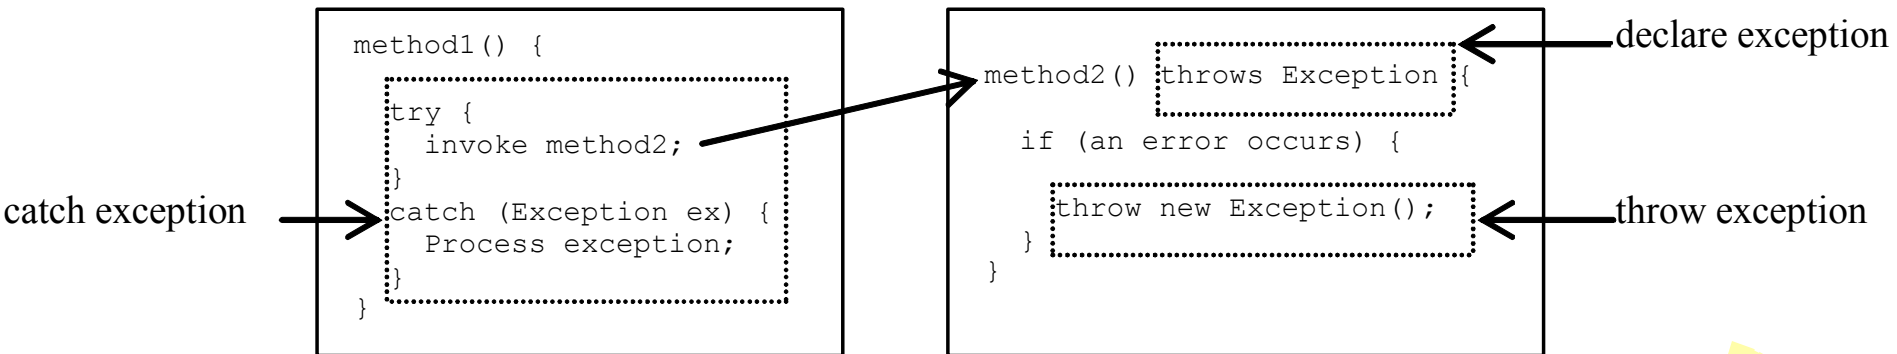 method1() {
try {
invoke method2;
}
catch (Exception ex) {
Process exception;
}
}
catch exception
method2() throws Exception {
if (an error occurs) {
throw new Exception();
}
}
declare exception
throw exception